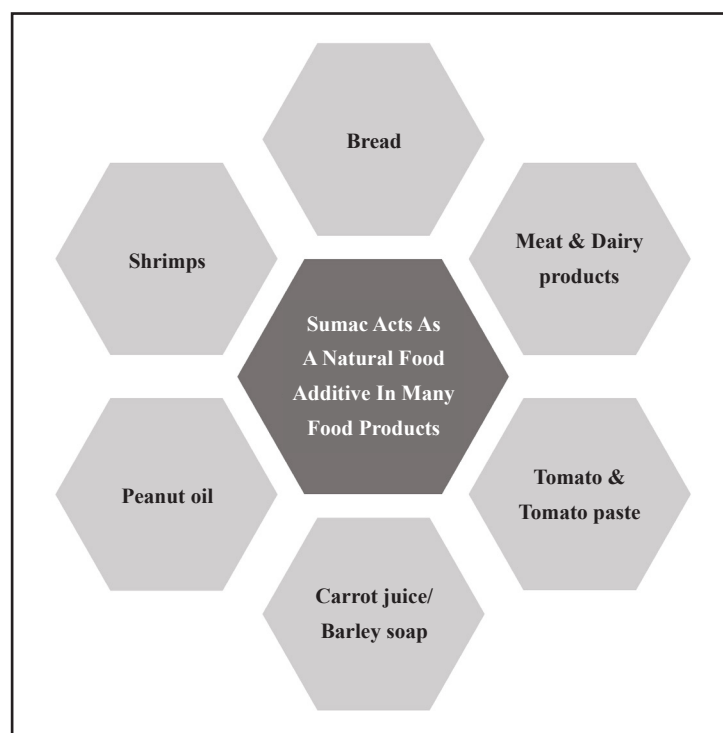 Bread
Meat & Dairy
products
Shrimps
Sumac Acts As
A Natural Food
Additive In Many
Food Products
Tomato &
Tomato paste
Peanut oil
Carrot juice/
Barley soap